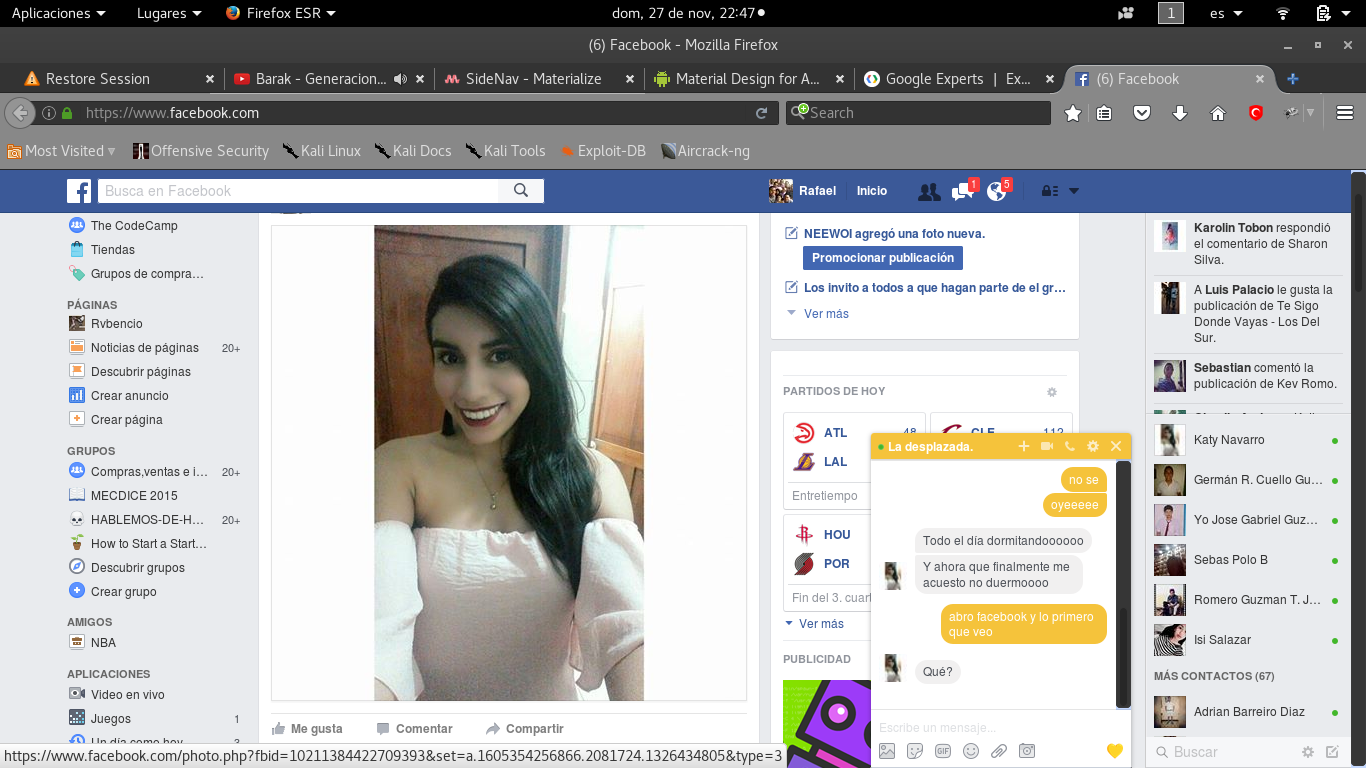 Aplicaciones
Lugares
Firefox ESR
dom, 27 de nov, 22:47
1
es
(6) Facebook - Mozilla Firefox
Restore Session
Barak - Generacion...
SideNav - Materialize
Material Design for A...
Google Experts | Ex...
(6) Facebook
https://www.facebook.com
Search
Most Visited
Offensive Security
Kali Linux
Kali Docs
Kali Tools
Exploit-DB
Aircrack-ng
Busca en Facebook
Rafael
Inicio
1
5
The CodeCamp
Tiendas
Grupos de compra...
PÁGINAS
Rvbencio
Noticias de páginas 20+
Descubrir páginas
Crear anuncio
Crear página
GRUPOS
Compras,ventas e i... 20+
MECDICE 2015
HABLEMOS-DE-H... 20+
How to Start a Start...
Descubrir grupos
Crear grupo
AMIGOS
NBA
APLICACIONES
Video en vivo
Juegos 1
Un día como hoy
Me gusta
Comentar
Compartir
https://www.facebook.com/photo.php?fbid=10211384422709393&set=a.1605354256866.2081724.1326434805&type=3
NEEWOI agregó una foto nueva.
Promocionar publicación
Los invito a todos a que hagan parte de el gr...
Ver más
PARTIDOS DE HOY
ATL 48
LAL
Entretiempo
CLE 112
HOU
POR
Fin del 3. cuart
Ver más
PUBLICIDAD
La desplazada.
no se
oyeeeee
Todo el día dormitandoooooo
Y ahora que finalmente me
acuesto no duermoooo
abro facebook y lo primero
que veo
Qué?
Escribe un mensaje...
GIF
Karolin Tobon respondió
el comentario de Sharon
Silva.
A Luis Palacio le gusta la
publicación de Te Sigo
Donde Vayas - Los Del
Sur.
Sebastian comentó la
publicación de Kev Romo.
Katy Navarro
Germán R. Cuello Gu...
Yo Jose Gabriel Guz...
Sebas Polo B
Romero Guzman T. J...
Isi Salazar
MÁS CONTACTOS (67)
Adrian Barreiro Diaz
Buscar